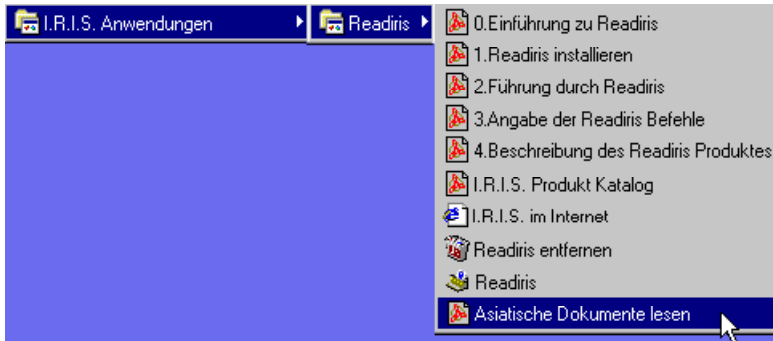 I.R.I.S. Anwendungen
Readiris
0.Einführung zu Readiris
1.Readiris installieren
2.Führung durch Readiris
3.Angabe der Readiris Befehle
4.Beschreibung des Readiris Produktes
I.R.I.S. Produkt Katalog
I.R.I.S. im Internet
Readiris entfernen
Readiris
Asiatische Dokumente lesen